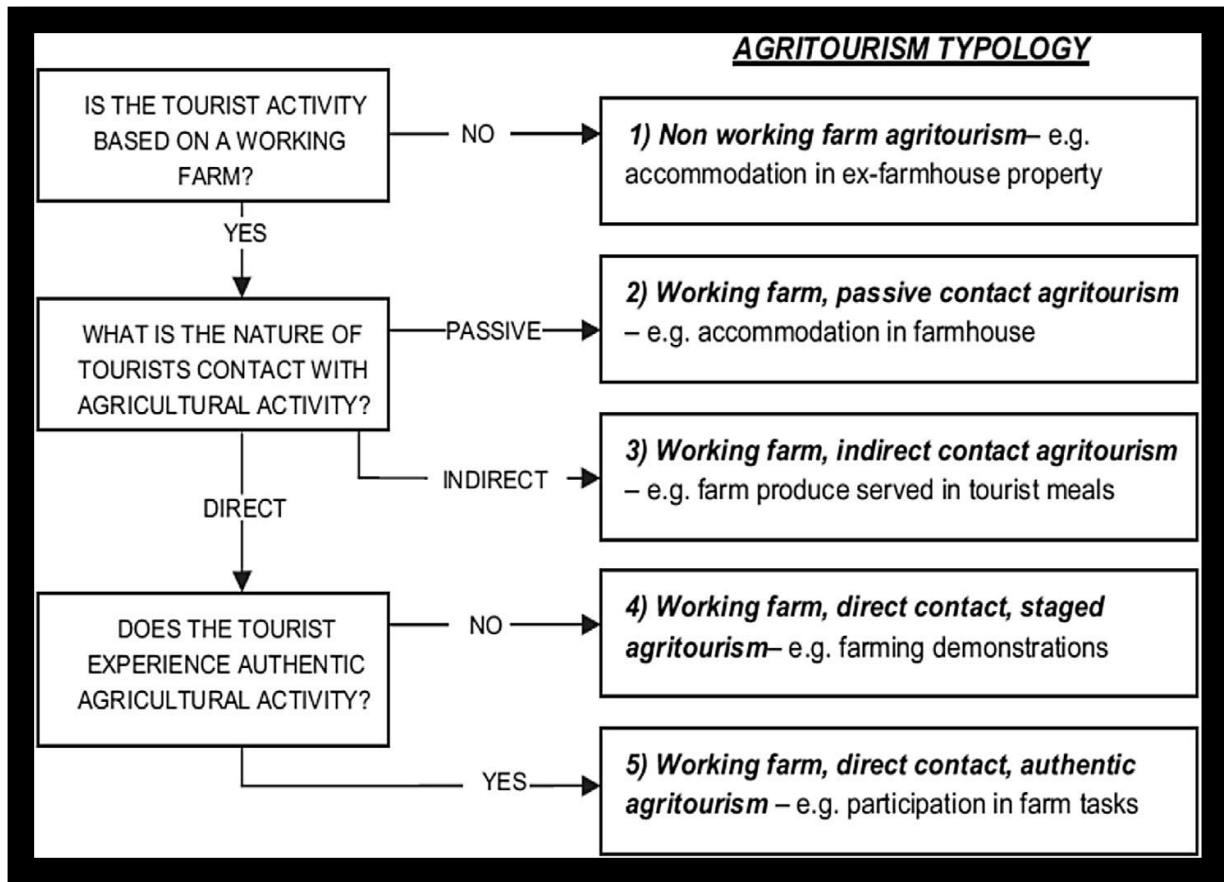 AGRITOURISM TYPOLOGY
IS THE TOURIST ACTIVITY
BASED ON A WORKING
FARM?
NO
1) Non working farm agritourism– e.g.
accommodation in ex-farmhouse property
YES
WHAT IS THE NATURE OF
TOURISTS CONTACT WITH
AGRICULTURAL ACTIVITY?
PASSIVE
2) Working farm, passive contact agritourism
– e.g. accommodation in farmhouse
INDIRECT
3) Working farm, indirect contact agritourism
– e.g. farm produce served in tourist meals
DIRECT
DOES THE TOURIST
EXPERIENCE AUTHENTIC
AGRICULTURAL ACTIVITY?
NO
4) Working farm, direct contact, staged
agritourism– e.g. farming demonstrations
YES
5) Working farm, direct contact, authentic
agritourism – e.g. participation in farm tasks